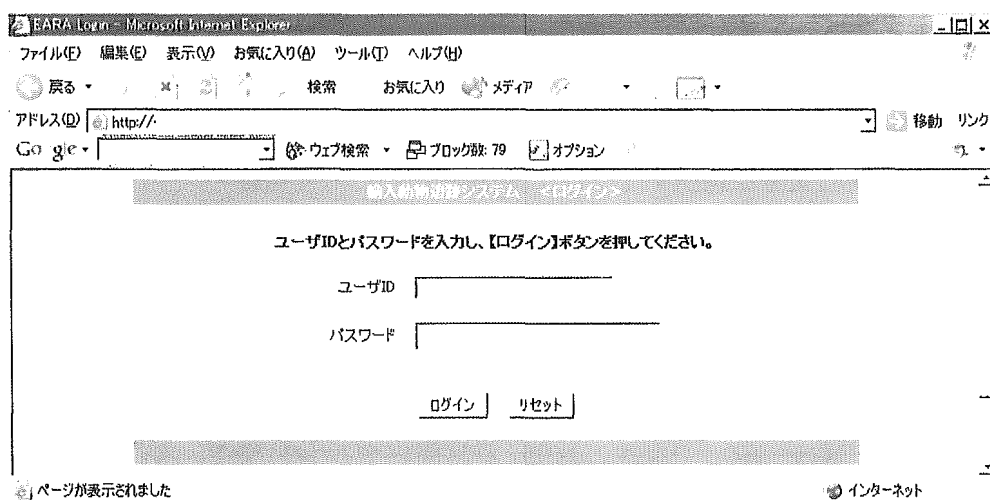 EARA Login - Microsoft Internet Explorer
ファイル(F) 編集(E) 表示(V) お気に入り(A) ツール(T) ヘルプ(H)
戻る 検索 お気に入り メディア
アドレス(D) http:// 移動 リンク
Go gle ウェブ検索 ブロック数: 79 オプション
システム <ログイン>
ユーザIDとパスワードを入力し、【ログイン】ボタンを押してください。
ユーザID
パスワード
ログイン リセット
ページが表示されました インターネット